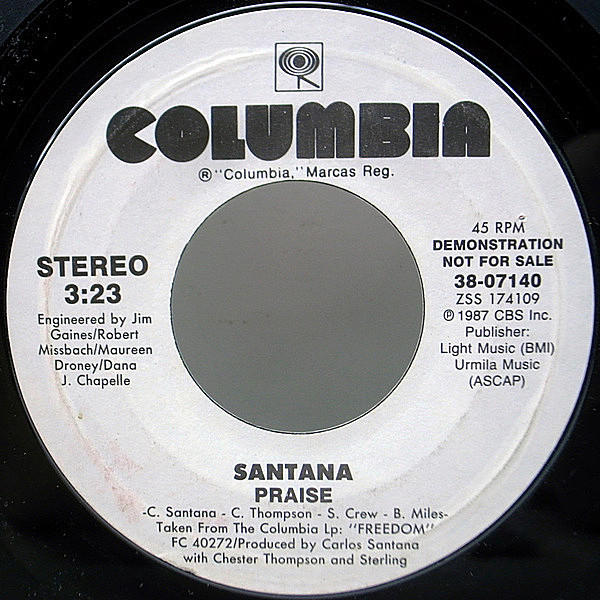 COLUMBIA
®"Columbia," Marcas Reg.
STEREO
3:23
Engineered by Jim
Gaines/Robert
Missbach/Maureen
Droney/Dana
J. Chapelle
45 RPM
DEMONSTRATION
NOT FOR SALE
38-07140
ZSS 174109
℗ 1987 CBS Inc.
Publisher:
Light Music (BMI)
Urmila Music
(ASCAP)
SANTANA
PRAISE
-C. Santana - C. Thompson - S. Crew - B. Miles-
Taken From The Columbia Lp: "FREEDOM"
FC 40272/Produced by Carlos Santana
with Chester Thompson and Sterling